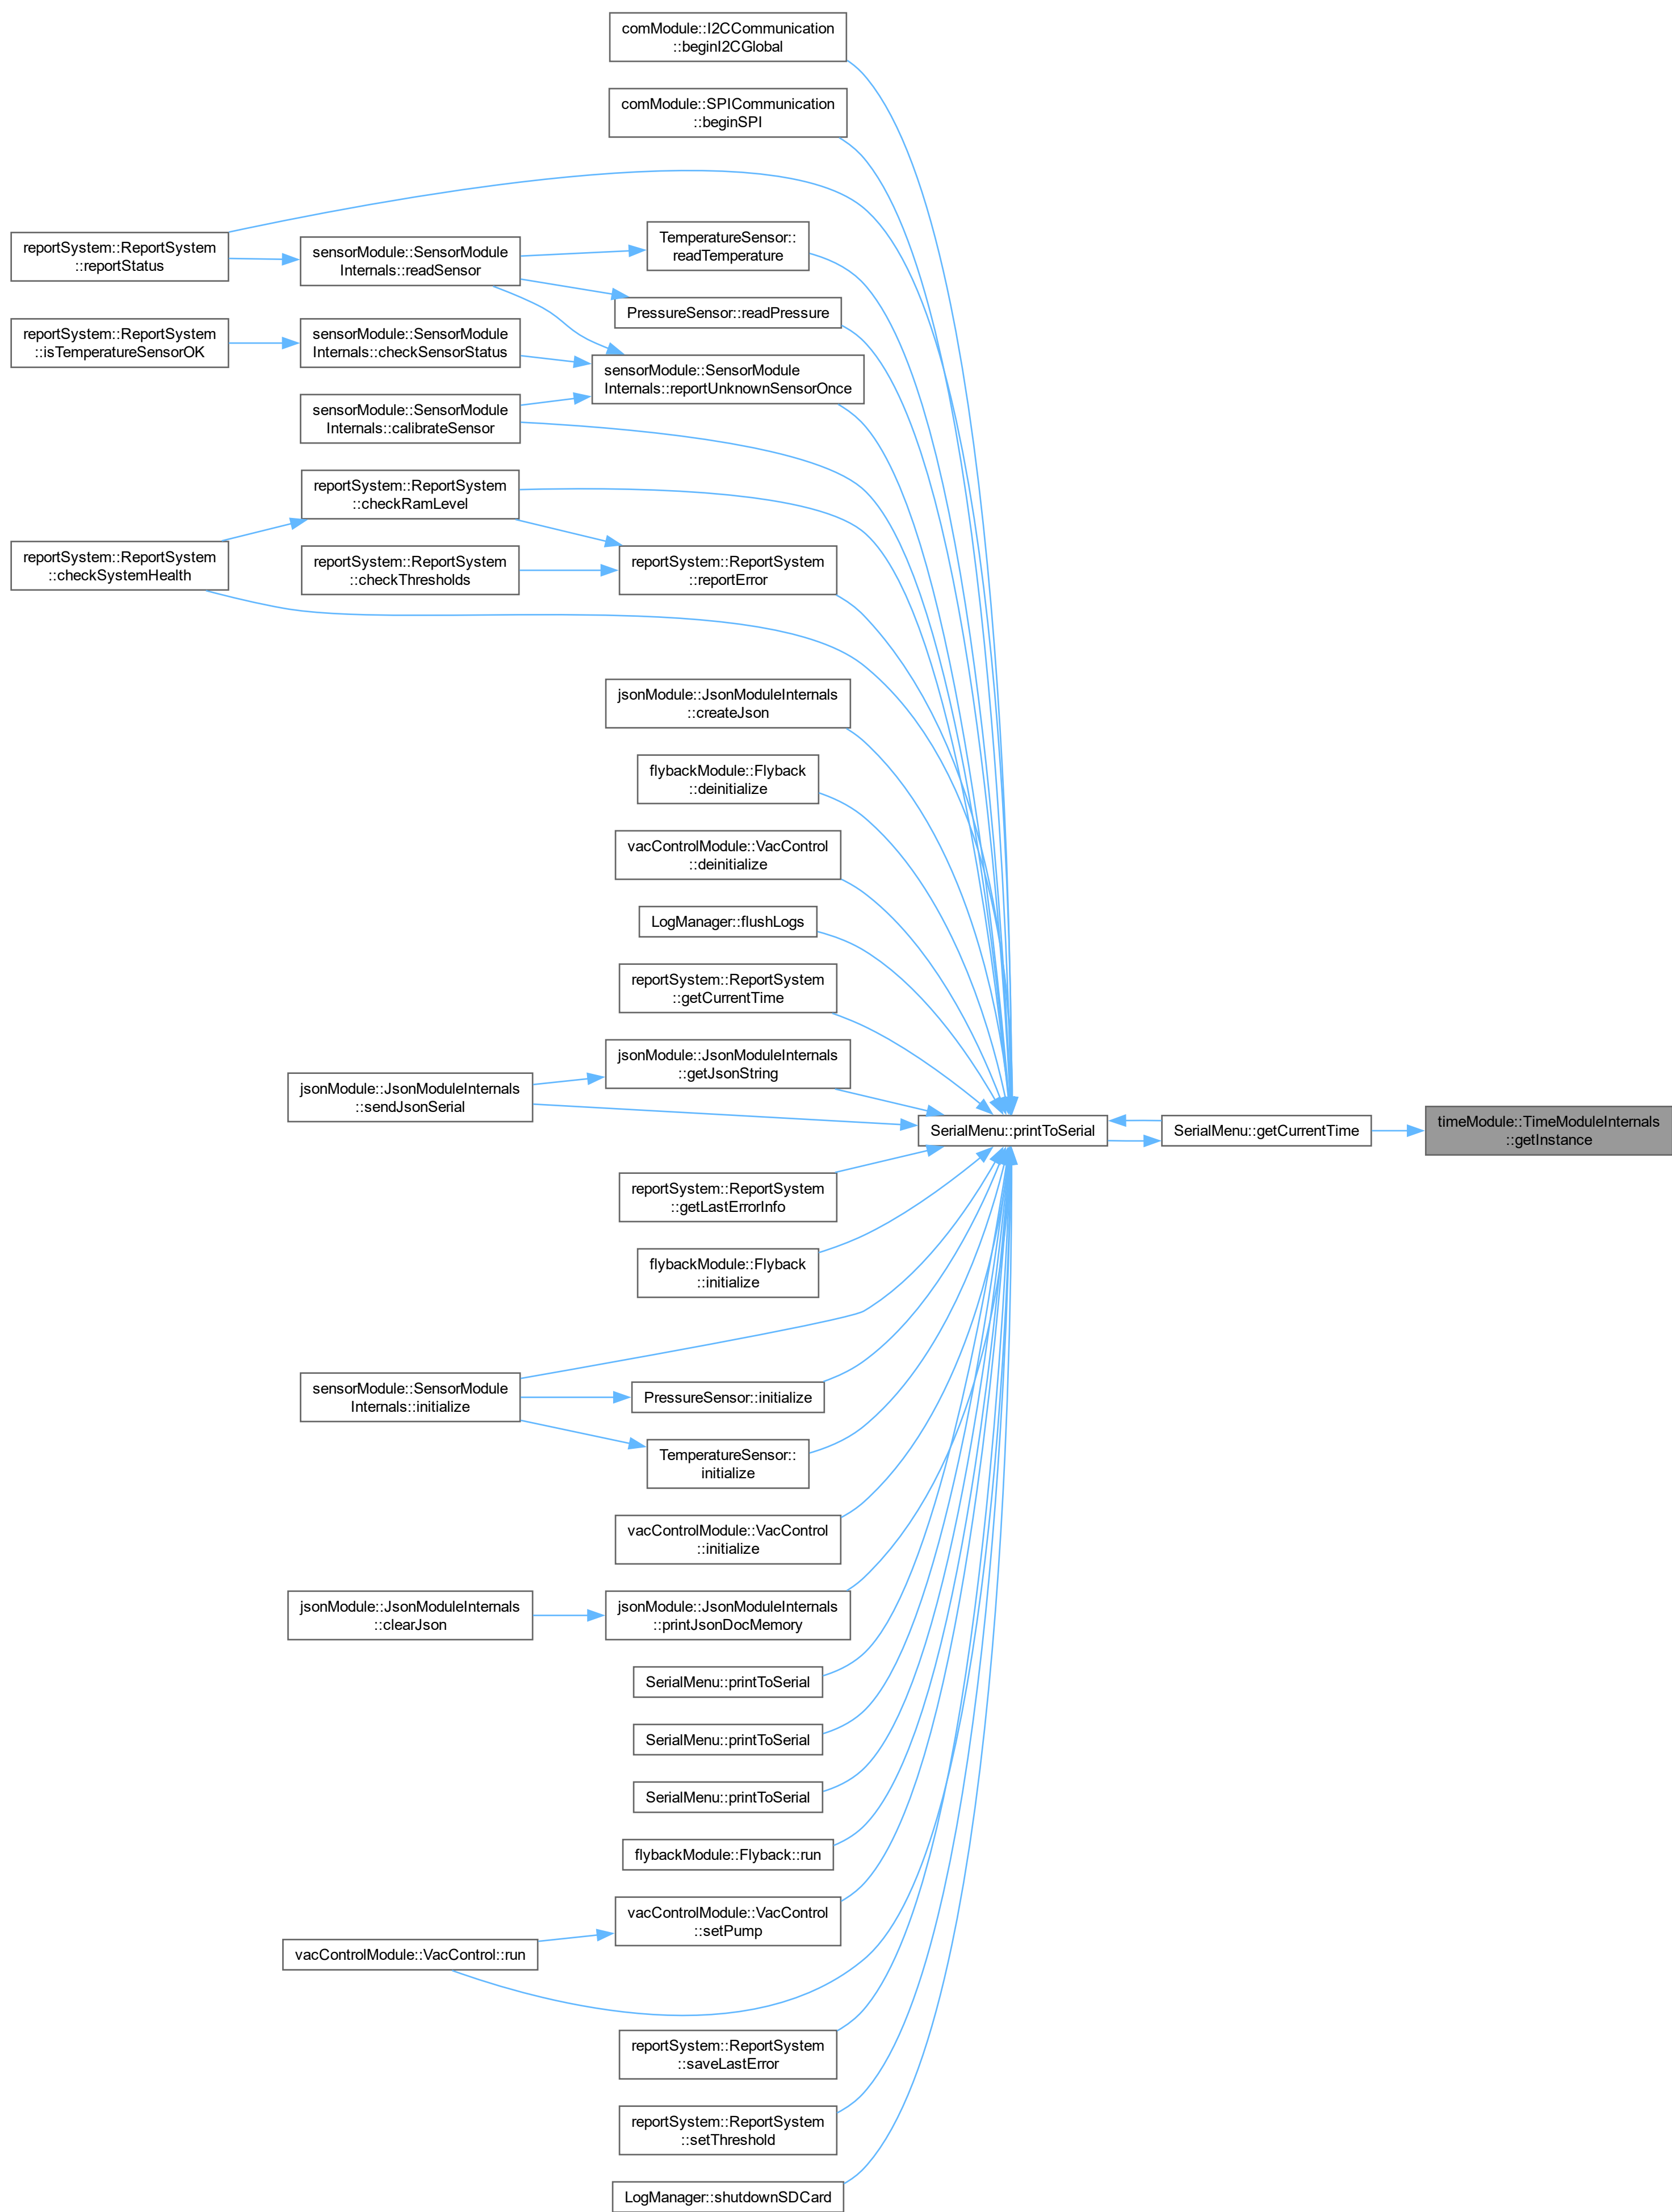 comModule::I2CCommunication
::beginI2CGlobal
comModule::SPICommunication
::beginSPI
reportSystem::ReportSystem
::reportStatus
sensorModule::SensorModule
Internals::readSensor
TemperatureSensor::
readTemperature
PressureSensor::readPressure
reportSystem::ReportSystem
::isTemperatureSensorOK
sensorModule::SensorModule
Internals::checkSensorStatus
sensorModule::SensorModule
Internals::reportUnknownSensorOnce
sensorModule::SensorModule
Internals::calibrateSensor
reportSystem::ReportSystem
::checkRamLevel
reportSystem::ReportSystem
::checkSystemHealth
reportSystem::ReportSystem
::checkThresholds
reportSystem::ReportSystem
::reportError
jsonModule::JsonModuleInternals
::createJson
flybackModule::Flyback
::deinitialize
vacControlModule::VacControl
::deinitialize
LogManager::flushLogs
reportSystem::ReportSystem
::getCurrentTime
jsonModule::JsonModuleInternals
::getJsonString
jsonModule::JsonModuleInternals
::sendJsonSerial
SerialMenu::printToSerial
SerialMenu::getCurrentTime
timeModule::TimeModuleInternals
::getInstance
reportSystem::ReportSystem
::getLastErrorInfo
flybackModule::Flyback
::initialize
sensorModule::SensorModule
Internals::initialize
PressureSensor::initialize
TemperatureSensor::
initialize
vacControlModule::VacControl
::initialize
jsonModule::JsonModuleInternals
::clearJson
jsonModule::JsonModuleInternals
::printJsonDocMemory
SerialMenu::printToSerial
SerialMenu::printToSerial
SerialMenu::printToSerial
flybackModule::Flyback::run
vacControlModule::VacControl
::setPump
vacControlModule::VacControl::run
reportSystem::ReportSystem
::saveLastError
reportSystem::ReportSystem
::setThreshold
LogManager::shutdownSDCard